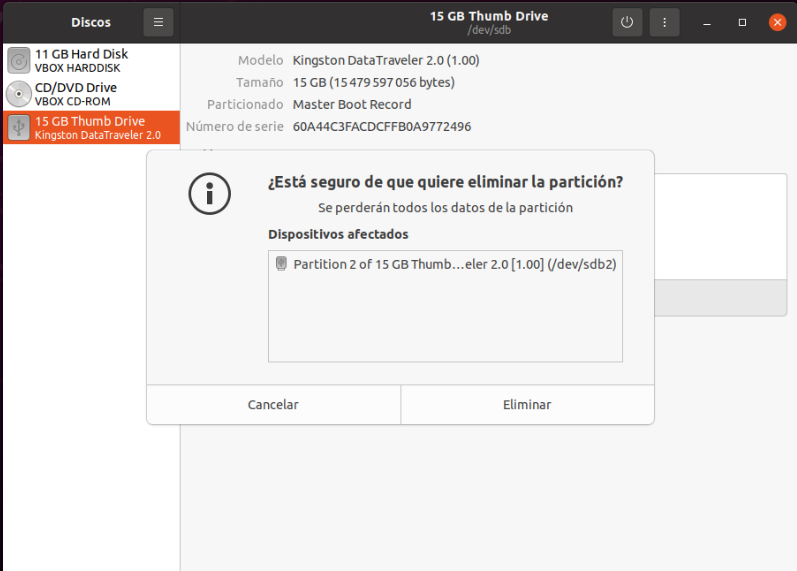 Discos
15 GB Thumb Drive
/dev/sdb
11 GB Hard Disk
VBOX HARDDISK
CD/DVD Drive
VBOX CD-ROM
15 GB Thumb Drive
Kingston DataTraveler 2.0
Modelo Kingston DataTraveler 2.0 (1.00)
Tamaño 15 GB (15 479 597 056 bytes)
Particionado Master Boot Record
Número de serie 60A44C3FACDCFFB0A9772496
¿Está seguro de que quiere eliminar la partición?
Se perderán todos los datos de la partición
Dispositivos afectados
Partition 2 of 15 GB Thumb…eler 2.0 [1.00] (/dev/sdb2)
Cancelar Eliminar